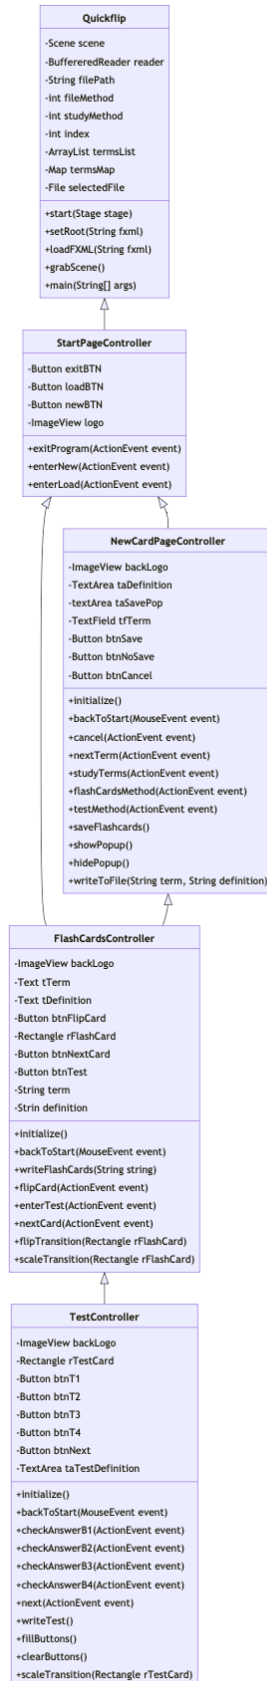 Quickflip
-Scene scene
-BuffereredReader reader
-String filePath
-int fileMethod
-int studyMethod
-int index
-ArrayList termsList
-Map termsMap
-File selectedFile
+start(Stage stage)
+setRoot(String fxml)
+loadFXML(String fxml)
+grabScene()
+main(String[] args)
StartPageController
-Button exitBTN
-Button loadBTN
-Button newBTN
-ImageView logo
+exitProgram(ActionEvent event)
+enterNew(ActionEvent event)
+enterLoad(ActionEvent event)
NewCardPageController
-ImageView backLogo
-TextArea taDefinition
-textArea taSavePop
-TextField tfTerm
-Button btnSave
-Button btnNoSave
-Button btnCancel
+initialize()
+backToStart(MouseEvent event)
+cancel(ActionEvent event)
+nextTerm(ActionEvent event)
+studyTerms(ActionEvent event)
+flashCardsMethod(ActionEvent event)
+testMethod(ActionEvent event)
+saveFlashcards()
+showPopup()
+hidePopup()
+writeToFile(String term, String definition)
FlashCardsController
-ImageView backLogo
-Text tTerm
-Text tDefinition
-Button btnFlipCard
-Rectangle rFlashCard
-Button btnNextCard
-Button btnTest
-String term
-Strin definition
+initialize()
+backToStart(MouseEvent event)
+writeFlashCards(String string)
+flipCard(ActionEvent event)
+enterTest(ActionEvent event)
+nextCard(ActionEvent event)
+flipTransition(Rectangle rFlashCard)
+scaleTransition(Rectangle rFlashCard)
TestController
-ImageView backLogo
-Rectangle rTestCard
-Button btnT1
-Button btnT2
-Button btnT3
-Button btnT4
-Button btnNext
-TextArea taTestDefinition
+initialize()
+backToStart(MouseEvent event)
+checkAnswerB1(ActionEvent event)
+checkAnswerB2(ActionEvent event)
+checkAnswerB3(ActionEvent event)
+checkAnswerB4(ActionEvent event)
+next(ActionEvent event)
+writeTest()
+fillButtons()
+clearButtons()
+scaleTransition(Rectangle rTestCard)